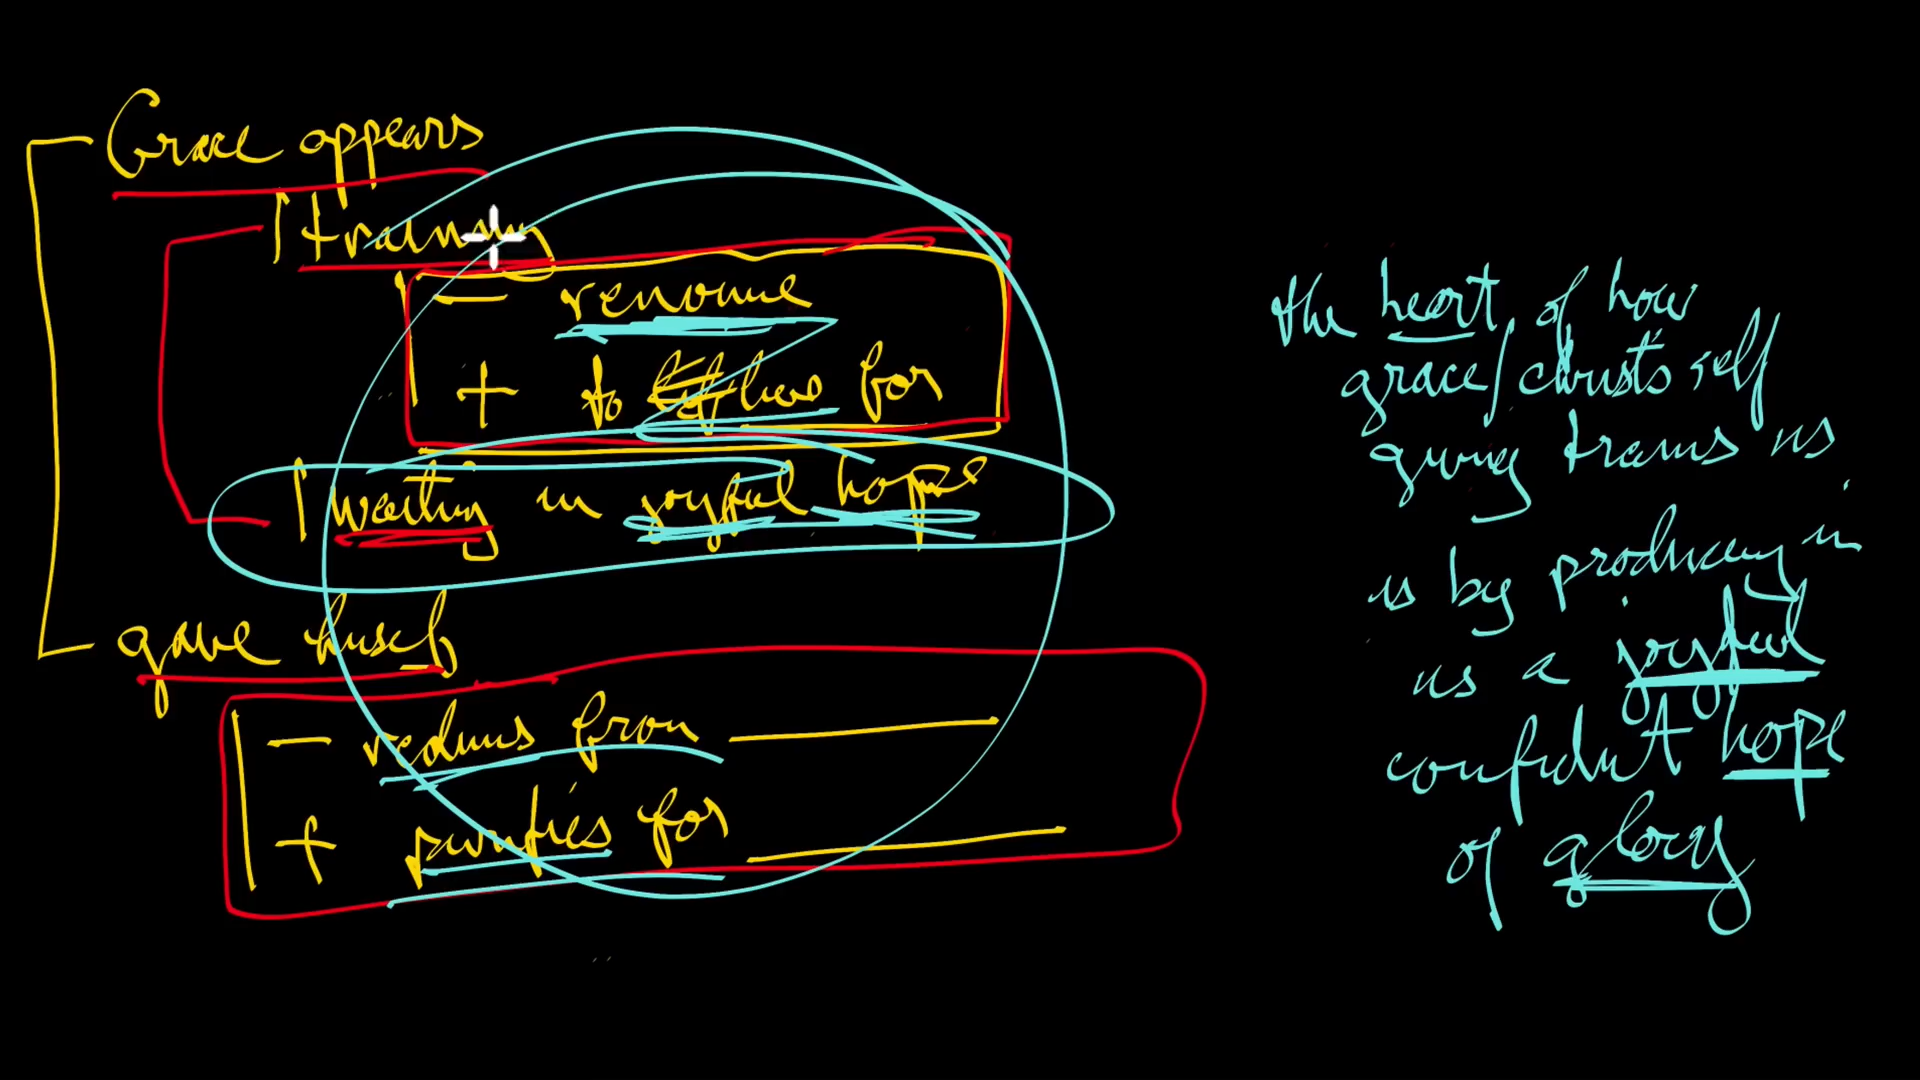 Grace appears
training
- renounce
+ to live for
waiting in joyful hope
gave himself
- redeems from
+ purifies for
the heart of how
grace/christ's self
giving trains us
is by producing in
us a joyful
confident hope
of glory